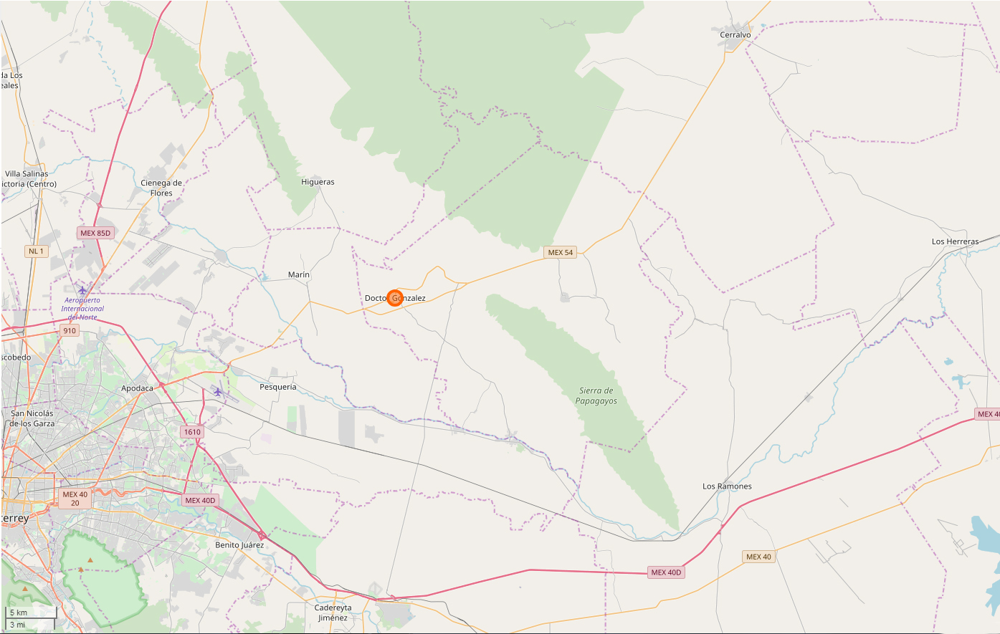 Cerralvo
da Los
eales
Villa Salinas
ictoria (Centro)
Cienega de
Flores
Higueras
MEX 85D
NL 1
MEX 54
Los Herreras
Marín
Aeropuerto
Internacional
del Norte
Doctor Gonzalez
910
scobedo
Apodaca
Pesquería
Sierra de
Papagayos
San Nicolás
de los Garza
MEX 40
1610
Los Ramones
MEX 40
20
MEX 40D
terrey
Benito Juárez
MEX 40
MEX 40D
Cadereyta
Jiménez
5 km
3 mi